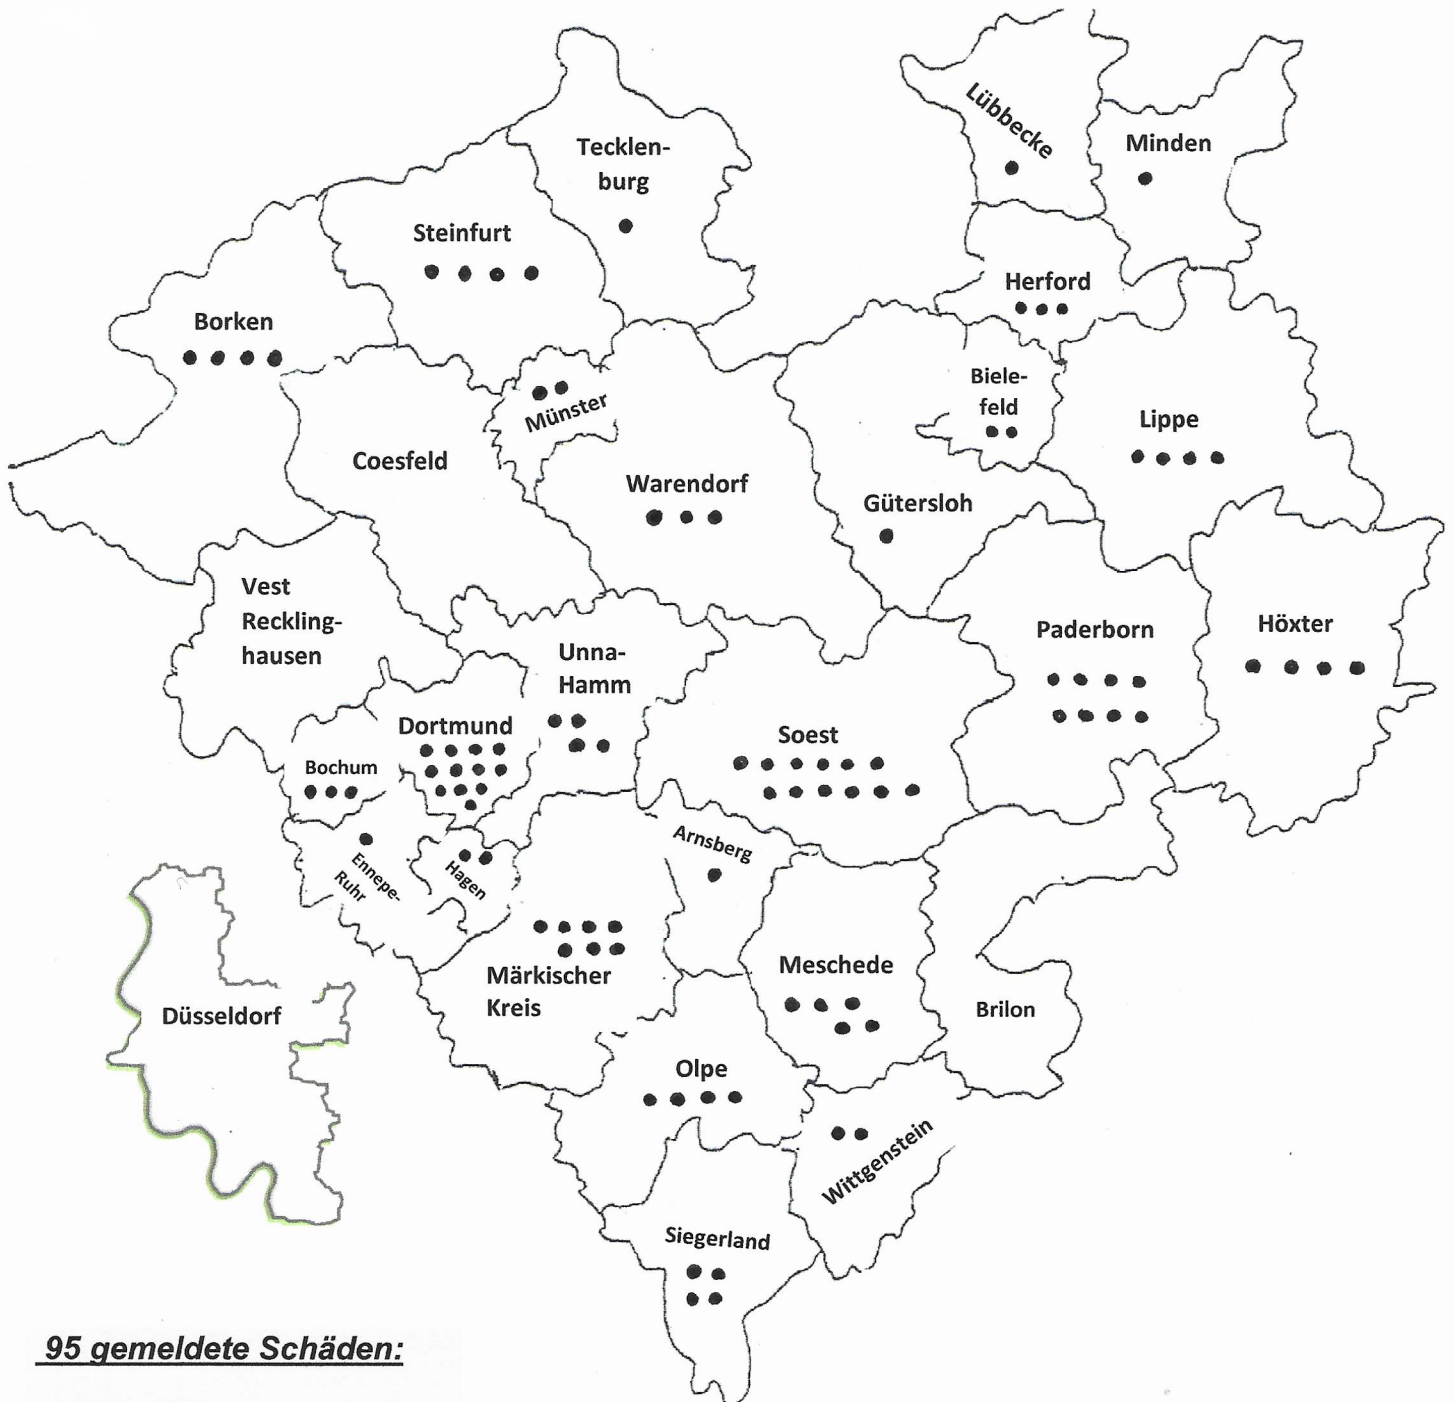 Lübbecke
Tecklen-
burg
Minden
Steinfurt
Herford
Borken
Biele-
feld
Münster
Lippe
Coesfeld
Warendorf
Gütersloh
Vest
Reckling-
hausen
Unna-
Hamm
Paderborn
Höxter
Dortmund
Soest
Bochum
Arnsberg
Ennepe-
Ruhr
Hagen
Märkischer
Kreis
Meschede
Düsseldorf
Brilon
Olpe
Wittgenstein
Siegerland
95 gemeldete Schäden: